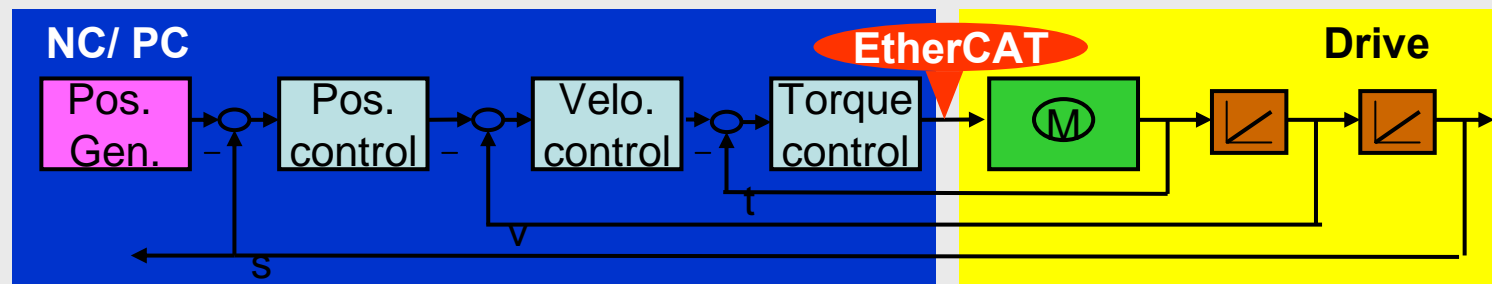 NC/ PC
EtherCAT
Drive
Pos.
Gen.
Pos.
control
Velo.
control
Torque
control
M
–
–
–
t
v
s